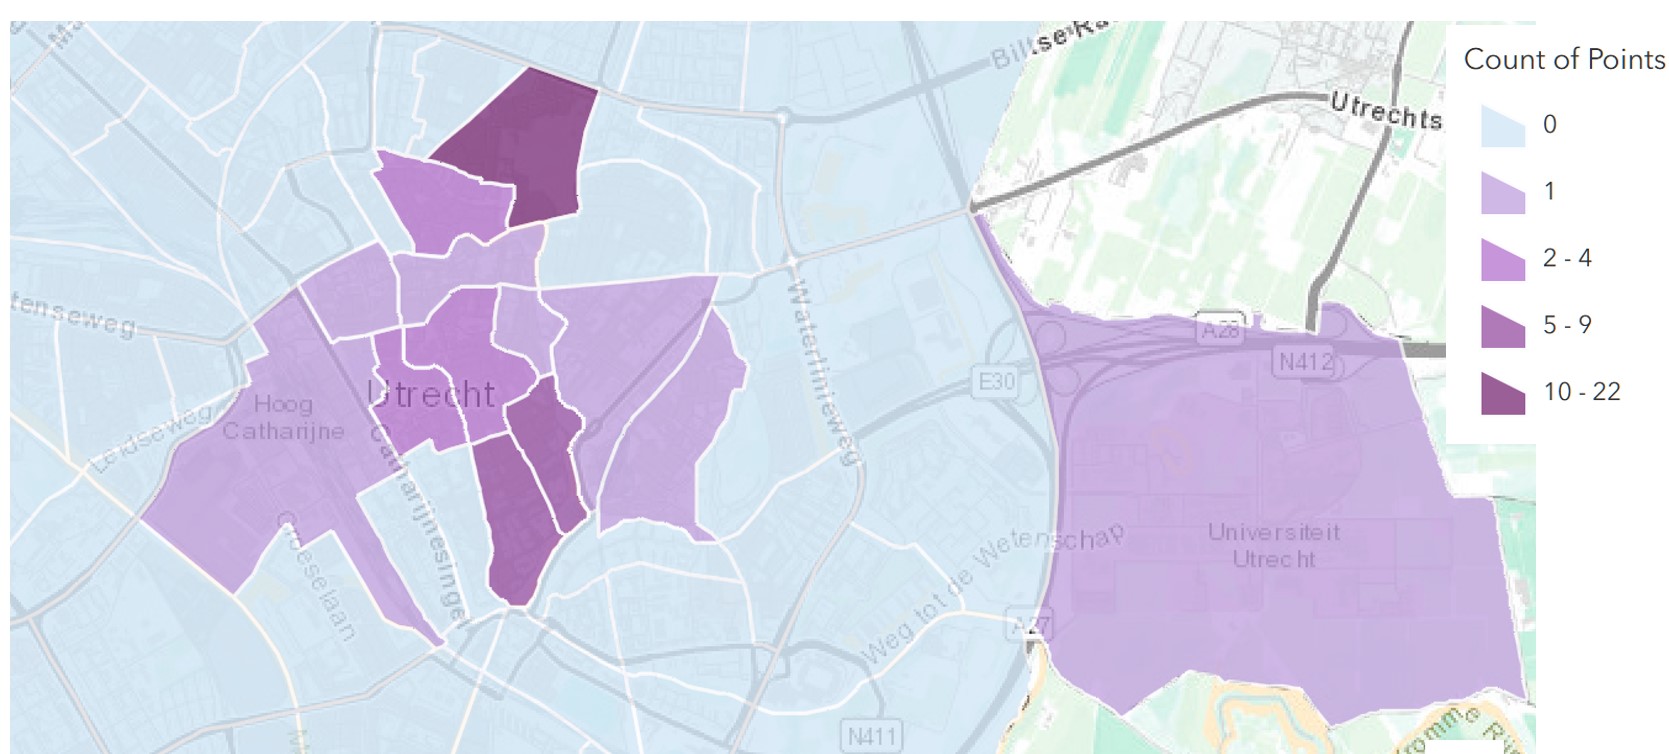 Biltse Ra
Count of Points
0
Utrechts
1
2 - 4
tenseweg
A28
5 - 9
Waterlinieweg
N412
E30
Utrecht
10 - 22
Hoog
Catharijne
Leidseweg
Catharijnesingel
Croeselaan
Universiteit
Utrecht
Weg tot de Wetenschap
A27
N411
romme Ri